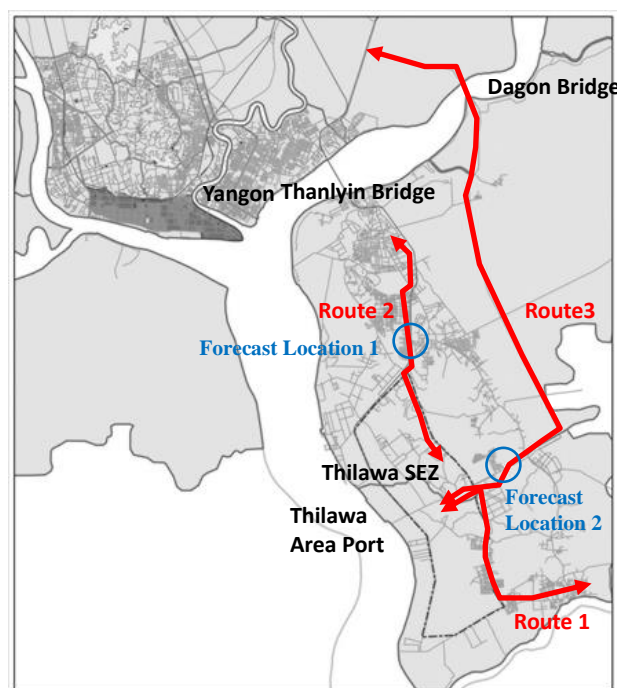 Dagon Bridge
Yangon Thanlyin Bridge
Route 2
Route3
Forecast Location 1
Thilawa SEZ
Forecast
Location 2
Thilawa
Area Port
Route 1